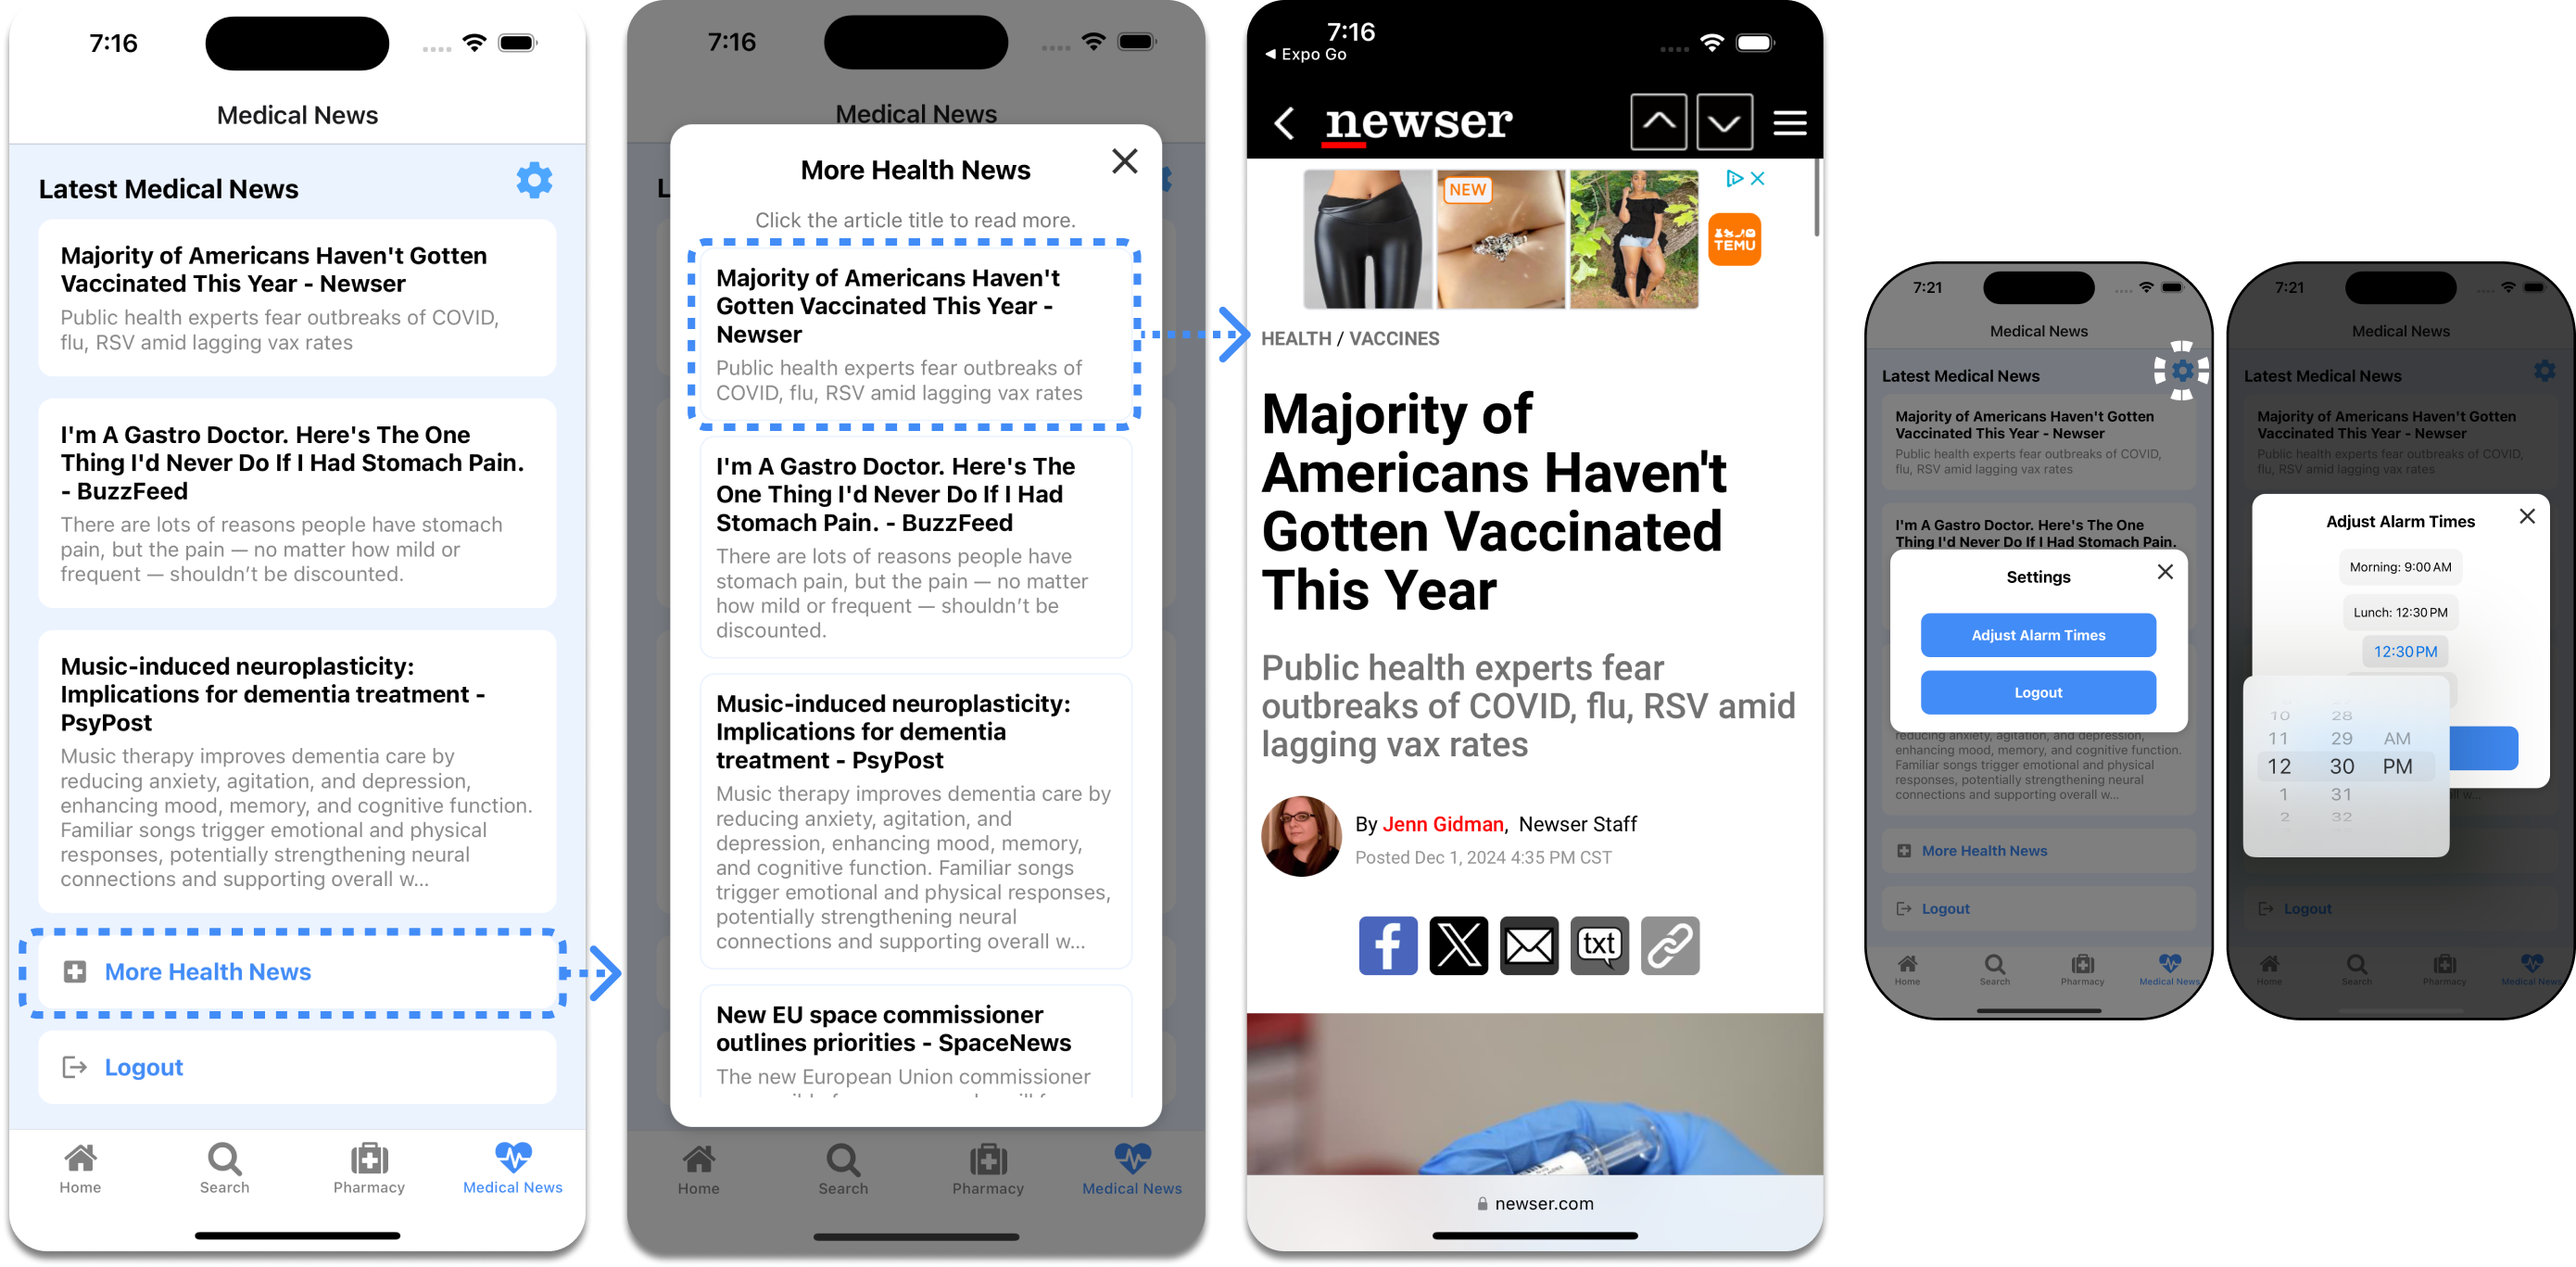 7:16
Medical News
Latest Medical News
Majority of Americans Haven't Gotten
Vaccinated This Year - Newser
Public health experts fear outbreaks of COVID,
flu, RSV amid lagging vax rates
I'm A Gastro Doctor. Here's The One
Thing I'd Never Do If I Had Stomach Pain.
- BuzzFeed
There are lots of reasons people have stomach
pain, but the pain — no matter how mild or
frequent — shouldn't be discounted.
Music-induced neuroplasticity:
Implications for dementia treatment -
PsyPost
Music therapy improves dementia care by
reducing anxiety, agitation, and depression,
enhancing mood, memory, and cognitive function.
Familiar songs trigger emotional and physical
responses, potentially strengthening neural
connections and supporting overall w...
More Health News
Logout
Home
Search
Pharmacy
Medical News
7:16
Medical News
L
More Health News
Click the article title to read more.
Majority of Americans Haven't
Gotten Vaccinated This Year -
Newser
Public health experts fear outbreaks of
COVID, flu, RSV amid lagging vax rates
I'm A Gastro Doctor. Here's The
One Thing I'd Never Do If I Had
Stomach Pain. - BuzzFeed
There are lots of reasons people have
stomach pain, but the pain — no matter
how mild or frequent — shouldn't be
discounted.
Music-induced neuroplasticity:
Implications for dementia
treatment - PsyPost
Music therapy improves dementia care by
reducing anxiety, agitation, and
depression, enhancing mood, memory,
and cognitive function. Familiar songs
trigger emotional and physical responses,
potentially strengthening neural
connections and supporting overall w...
New EU space commissioner
outlines priorities - SpaceNews
The new European Union commissioner
Home
Search
Pharmacy
Medical News
7:16
◀ Expo Go
newser
NEW
TEMU
HEALTH / VACCINES
Majority of
Americans Haven't
Gotten Vaccinated
This Year
Public health experts fear
outbreaks of COVID, flu, RSV amid
lagging vax rates
By Jenn Gidman, Newser Staff
Posted Dec 1, 2024 4:35 PM CST
txt
newser.com
7:21
Medical News
Latest Medical News
Majority of Americans Haven't Gotten
Vaccinated This Year - Newser
Public health experts fear outbreaks of COVID,
flu, RSV amid lagging vax rates
I'm A Gastro Doctor. Here's The One
Thing I'd Never Do If I Had Stomach Pain.
Settings
Adjust Alarm Times
Logout
reducing anxiety, agitation, and depression,
enhancing mood, memory, and cognitive function.
Familiar songs trigger emotional and physical
responses, potentially strengthening neural
connections and supporting overall w...
More Health News
Logout
Home
Search
Pharmacy
Medical News
7:21
Medical News
Latest Medical News
Majority of Americans Haven't Gotten
Vaccinated This Year - Newser
Public health experts fear outbreaks of COVID,
flu, RSV amid lagging vax rates
Adjust Alarm Times
Morning: 9:00 AM
Lunch: 12:30 PM
12:30 PM
10 28
11 29 AM
12 30 PM
1 31
2 32
Logout
Home
Search
Pharmacy
Medical News